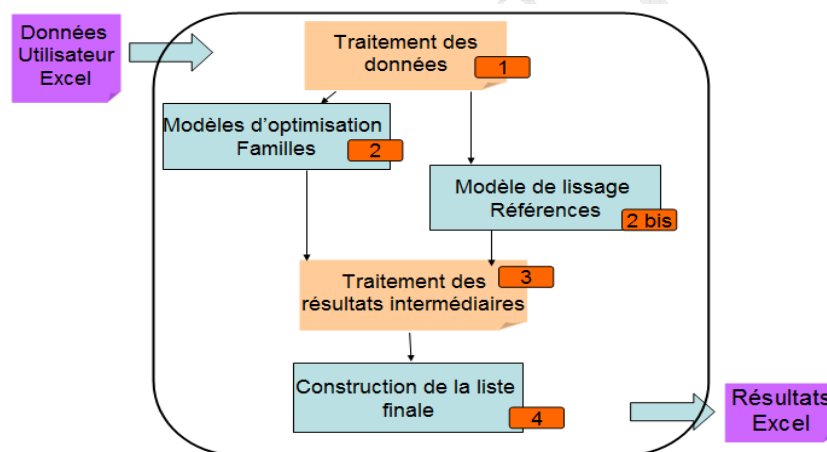 Données
Utilisateur
Excel
Traitement des
données
1
Modèles d'optimisation
Familles
2
Modèle de lissage
Références
2 bis
Traitement des
résultats intermédiaires
3
Construction de la liste
finale
4
Résultats
Excel